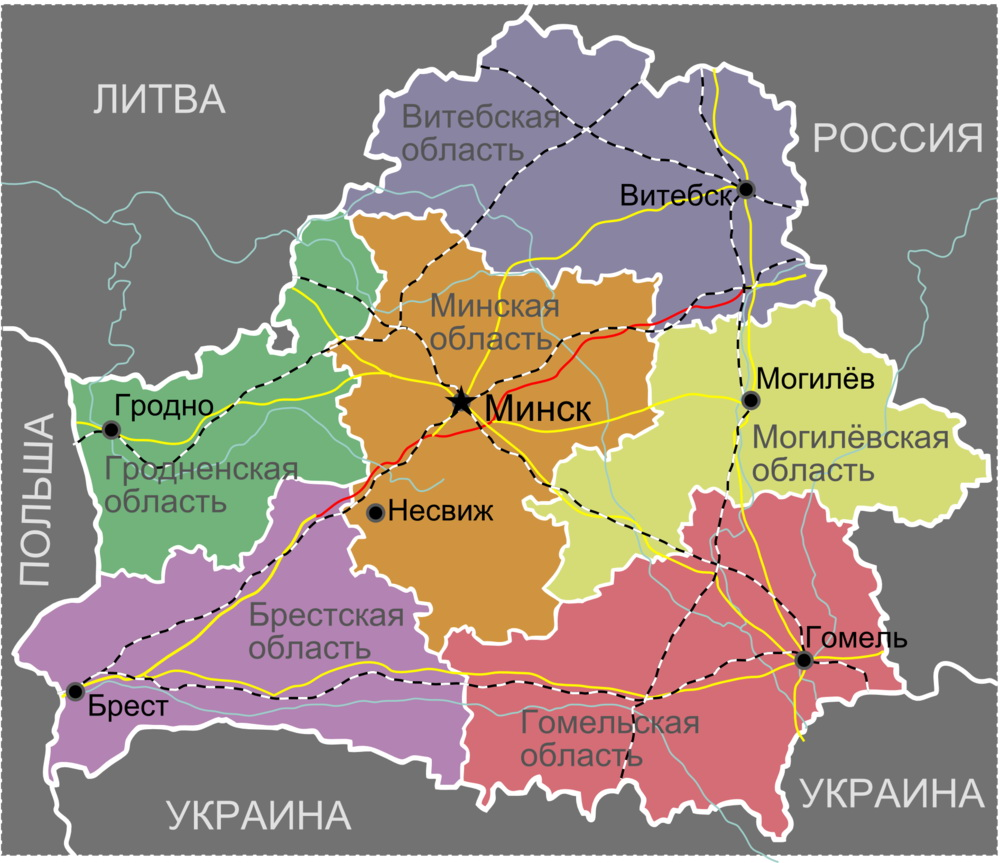 ЛИТВА
Витебская
область
РОССИЯ
Витебск
Минская
область
Могилёв
Гродно
Минск
ПОЛЬША
Могилёвская
область
Гродненская
область
Несвиж
Брестская
область
Гомель
Брест
Гомельская
область
УКРАИНА
УКРАИНА